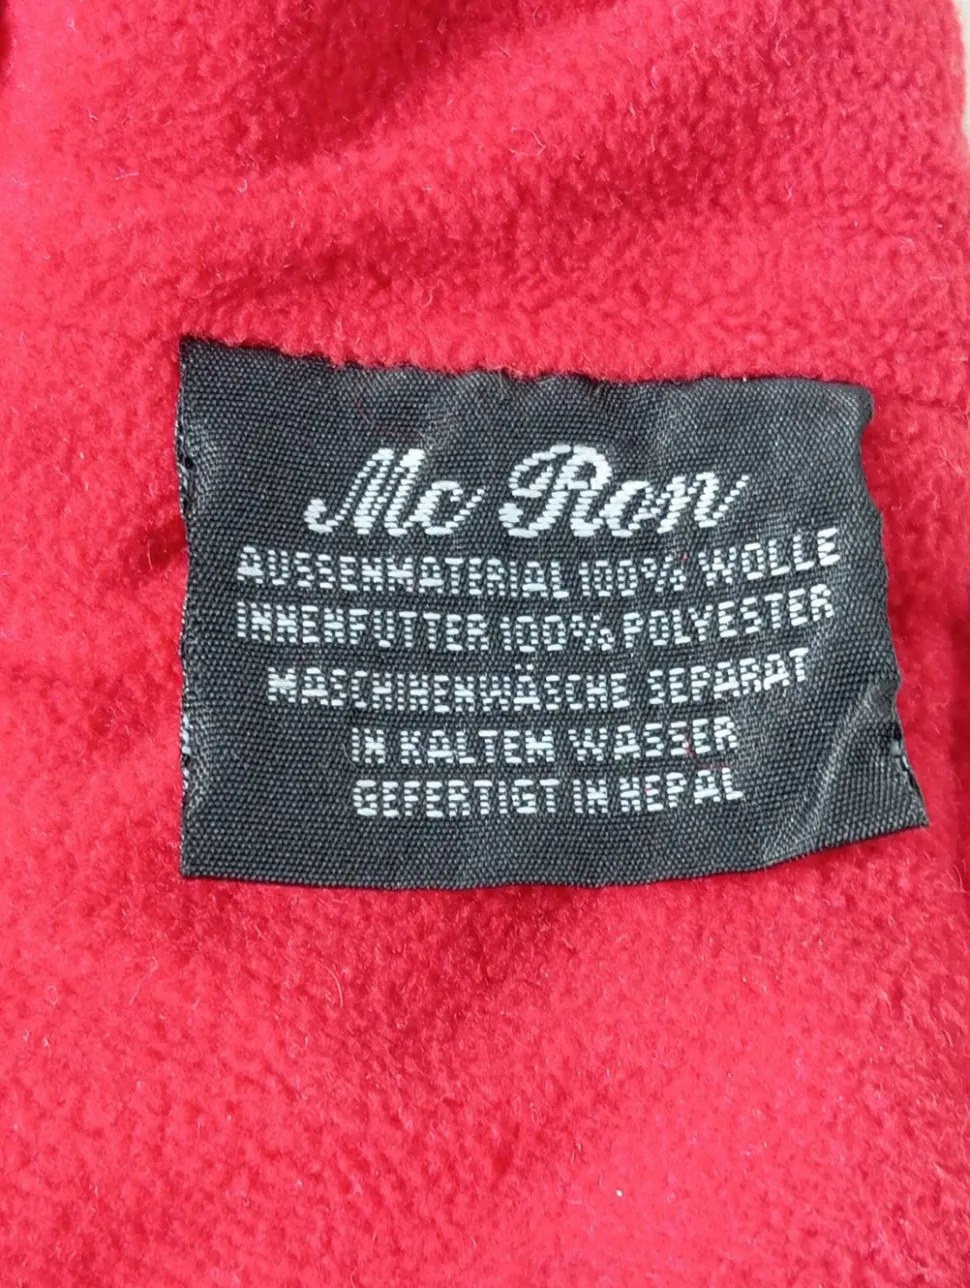 Mc Ron
AUSSENMATERIAL 100% WOLLE
INNENFUTTER 100% POLYESTER
MASCHINENWÄSCHE SEPARAT
IN KALTEM WASSER
GEFERTIGT IN NEPAL